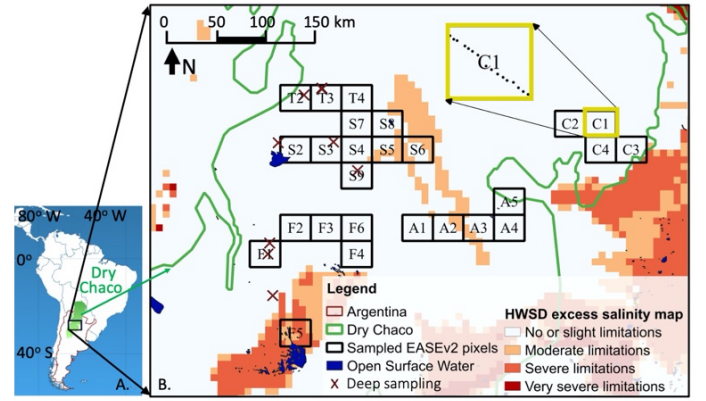 0 50 100 150 km
N
C1
T2 T3 T4
S7 S8
C2 C1
S2 S3 S4 S5 S6
C4 C3
S9
A5
F2 F3 F6
A1 A2 A3 A4
F1 F4
F5
80° W 40° W
0°
40° S
Dry
Chaco
A.
B.
Legend
Argentina
Dry Chaco
Sampled EASEv2 pixels
Open Surface Water
Deep sampling
HWSD excess salinity map
No or slight limitations
Moderate limitations
Severe limitations
Very severe limitations